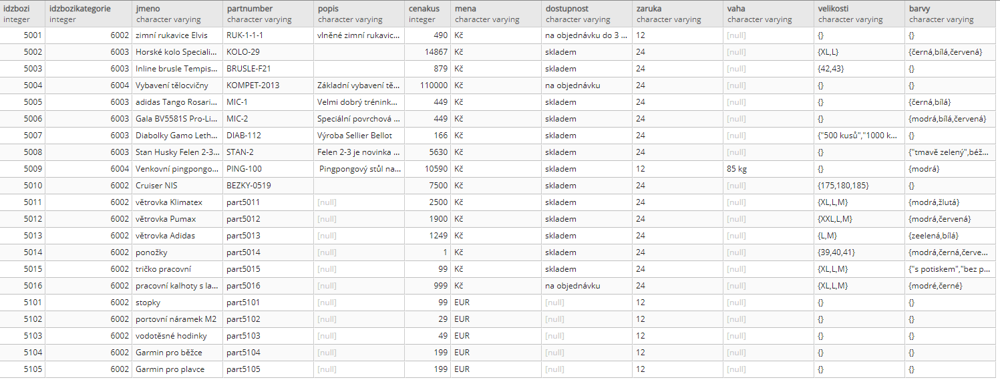 idzbozi idzbozikategorie jmeno partnumber popis cenakus mena dostupnost zaruka vaha velikosti barvy
integer integer character varying character varying character varying integer character varying character varying character varying character varying character varying character varying
5001 6002 zimní rukavice Elvis RUK-1-1-1 vlněné zimní rukavic... 490 Kč na objednávku do 3 ... 12 [null] {} {}
5002 6003 Horské kolo Speciali... KOLO-29 14867 Kč skladem 24 [null] {XL,L} {černá,bílá,červená}
5003 6003 Inline brusle Tempis... BRUSLE-F21 879 Kč skladem 24 [null] {42,43} {}
5004 6004 Vybavení tělocvičny KOMPET-2013 Základní vybavení tě... 110000 Kč na objednávku 24 [null] {} {}
5005 6003 adidas Tango Rosari... MIC-1 Velmi dobrý trénink... 449 Kč skladem 24 [null] {} {černá,bílá}
5006 6003 Gala BV5581S Pro-Li... MIC-2 Speciální povrchová ... 449 Kč skladem 24 [null] {} {modrá,bílá,červená}
5007 6003 Diabolky Gamo Leth... DIAB-112 Výroba Sellier Bellot 166 Kč skladem 24 [null] {"500 kusů","1000 k... {}
5008 6003 Stan Husky Felen 2-3... STAN-2 Felen 2-3 je novinka ... 5630 Kč skladem 24 [null] {} {"tmavě zelený",béž...
5009 6004 Venkovní pingpongo... PING-100 Pingpongový stůl na... 10590 Kč skladem 12 85 kg {} {modrá}
5010 6002 Cruiser NIS BEZKY-0519 7500 Kč skladem 24 [null] {175,180,185} {}
5011 6002 větrovka Klimatex part5011 [null] 2500 Kč skladem 24 [null] {XL,L,M} {modrá,žlutá}
5012 6002 větrovka Pumax part5012 [null] 1900 Kč skladem 24 [null] {XXL,L,M} {modrá,červená}
5013 6002 větrovka Adidas part5013 [null] 1249 Kč skladem 24 [null] {L,M} {zeelená,bílá}
5014 6002 ponožky part5014 [null] 1 Kč skladem 24 [null] {39,40,41} {modrá,černá,červe...
5015 6002 tričko pracovní part5015 [null] 99 Kč skladem 24 [null] {XL,L,M} {"s potiskem","bez p...
5016 6002 pracovní kalhoty s la... part5016 [null] 999 Kč na objednávku 24 [null] {XL,L,M} {modré,černé}
5101 6002 stopky part5101 [null] 99 EUR [null] 12 [null] {} {}
5102 6002 portovní náramek M2 part5102 [null] 29 EUR [null] 12 [null] {} {}
5103 6002 vodotěsné hodinky part5103 [null] 49 EUR [null] 12 [null] {} {}
5104 6002 Garmin pro běžce part5104 [null] 199 EUR [null] 12 [null] {} {}
5105 6002 Garmin pro plavce part5105 [null] 199 EUR [null] 12 [null] {} {}